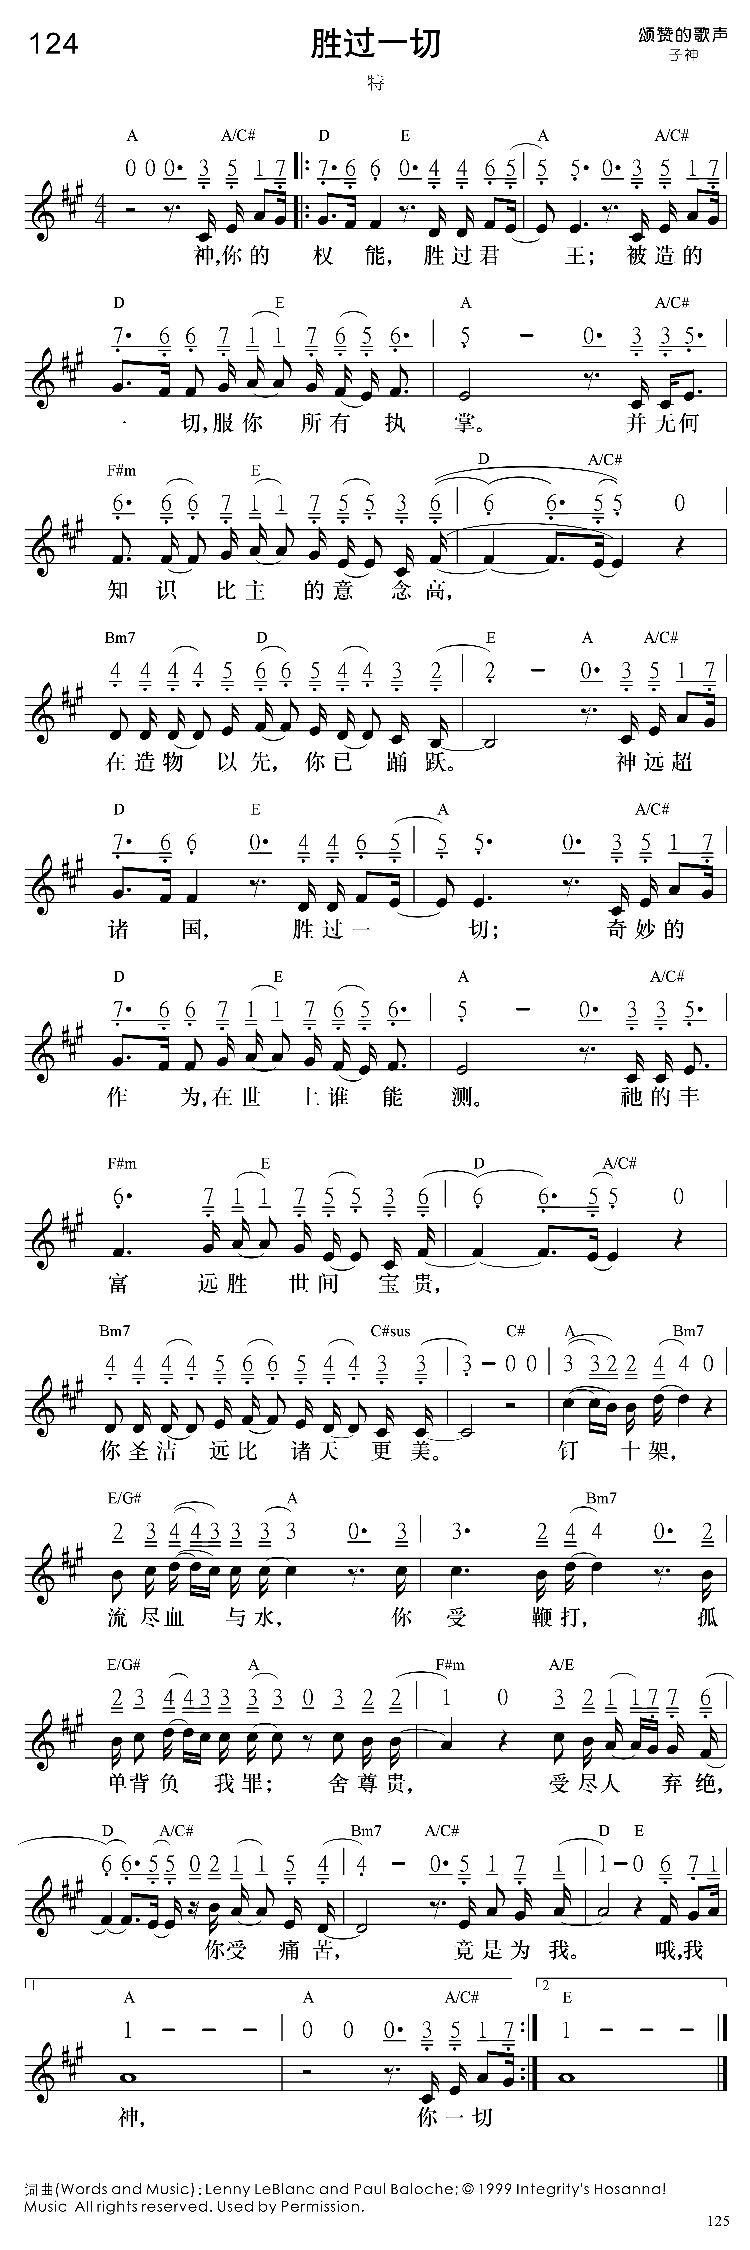 124
胜过一切
颂赞的歌声
子神
特
A A/C# D E A A/C#
0 0 0· 3 5 1 7 7· 6 6 0· 4 4 6 5 5 5· 0· 3 5 1 7
神,你的 权 能, 胜过君 王; 被造的
D E A A/C#
7· 6 6 7 1 1 7 6 5 6· 5 - 0· 3 3 5·
切,服你 所有 执 掌。 并无何
F#m E D A/C#
6· 6 6 7 1 1 7 5 5 3 6 6 6· 5 5 0
知 识 比主 的意 念高,
Bm7 D E A A/C#
4 4 4 4 5 6 6 5 4 4 3 2 2 - 0· 3 5 1 7
在造物 以先, 你已 踊跃。 神远超
D E A A/C#
7· 6 6 0· 4 4 6 5 5 5· 0· 3 5 1 7
诸 国, 胜过一 切; 奇妙的
D E A A/C#
7· 6 6 7 1 1 7 6 5 6· 5 - 0· 3 3 5·
作 为,在世 上谁 能 测。 祂的丰
F#m E D A/C#
6· 7 1 1 7 5 5 3 6 6 6· 5 5 0
富 远胜 世间 宝贵,
Bm7 C#sus C# A Bm7
4 4 4 4 5 6 6 5 4 4 3 3 3 - 0 0 3 3 2 2 4 4 0
你圣洁 远比 诸天 更美。 钉 十架,
E/G# A Bm7
2 3 4 4 3 3 3 3 0· 3 3· 2 4 4 0· 2
流 尽血 与水, 你 受 鞭打, 孤
E/G# A F#m A/E
2 3 4 4 3 3 3 3 0 3 2 2 1 0 3 2 1 1 7 7 6
单背负 我罪; 舍尊贵, 受尽人 弃绝,
D A/C# Bm7 A/C# D E
6 6· 5 5 0 2 1 1 5 4 4 - 0· 5 1 7 1 1 - 0 6 7 1
你受 痛苦, 竟是为我。 哦,我
1 2
A A A/C# E
1 - - - 0 0 0· 3 5 1 7 1 - - -
神, 你一切
词曲(Words and Music): Lenny LeBlanc and Paul Baloche; © 1999 Integrity's Hosanna!
Music All rights reserved. Used by Permission.
125